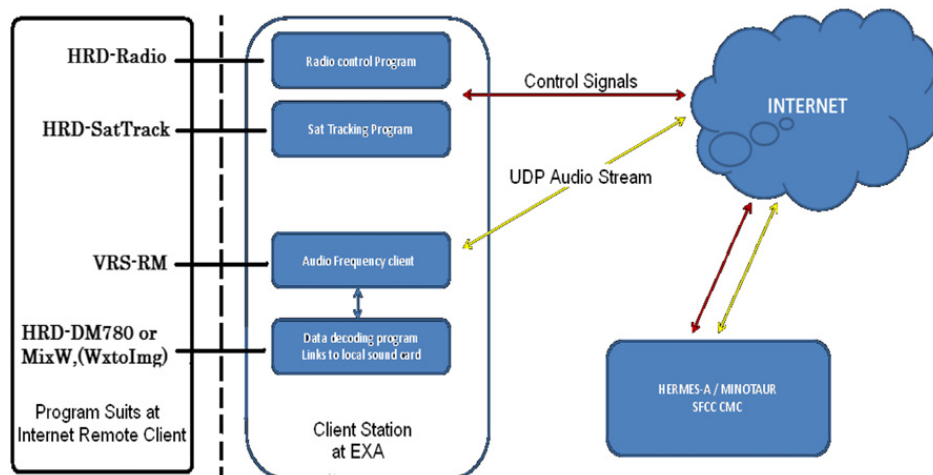 HRD-Radio
HRD-SatTrack
VRS-RM
HRD-DM780 or
MixW,(WxtoImg)
Program Suits at
Internet Remote Client
Radio control Program
Sat Tracking Program
Audio Frequency client
Data decoding program
Links to local sound card
Client Station
at EXA
Control Signals
UDP Audio Stream
INTERNET
HERMES-A / MINOTAUR
SFCC CMC